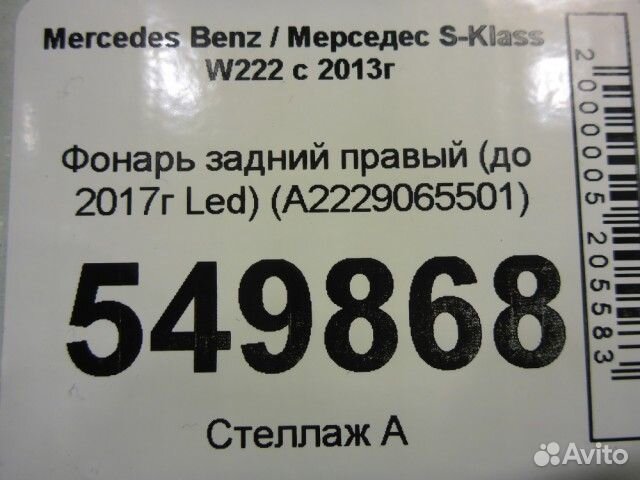 Mercedes Benz / Мерседес S-Klass
W222 с 2013г
Фонарь задний правый (до
2017г Led) (A2229065501)
549868
Стеллаж А
2000005205583
Avito